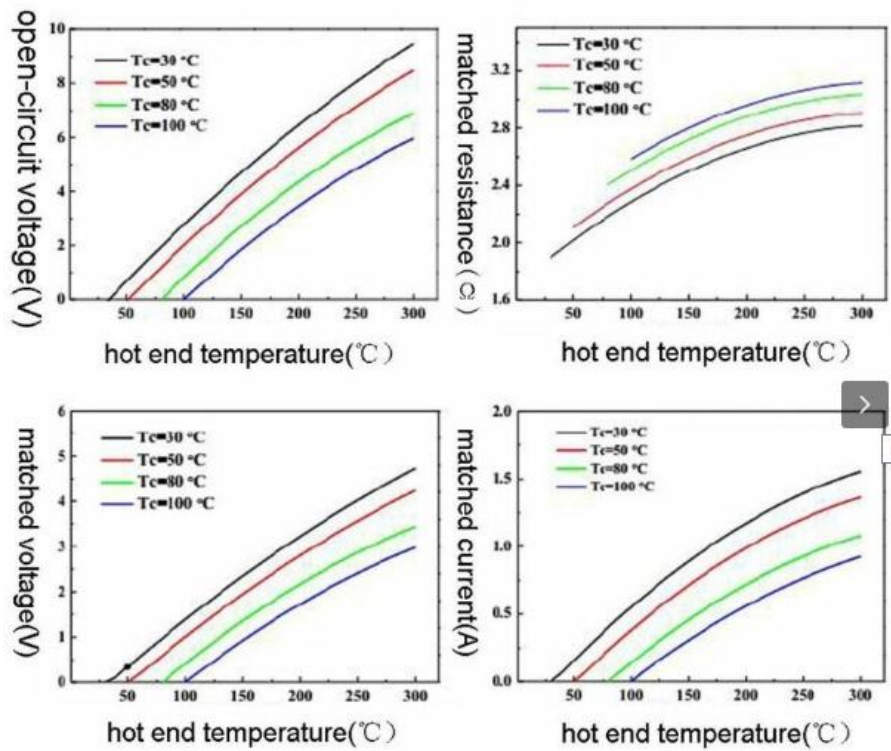 open-circuit voltage(V)
10
8
6
4
2
0
Tc=30 °C
Tc=50 °C
Tc=80 °C
Tc=100 °C
50 100 150 200 250 300
hot end temperature(℃)
matched resistance(Ω)
3.2
2.8
2.4
2.0
1.6
Tc=30 °C
Tc=50 °C
Tc=80 °C
Tc=100 °C
50 100 150 200 250 300
hot end temperature(℃)
matched voltage(V)
6
5
4
3
2
1
0
Tc=30 °C
Tc=50 °C
Tc=80 °C
Tc=100 °C
50 100 150 200 250 300
hot end temperature(℃)
matched current(A)
2.0
1.5
1.0
0.5
0.0
Tc=30 °C
Tc=50 °C
Tc=80 °C
Tc=100 °C
50 100 150 200 250 300
hot end temperature(℃)